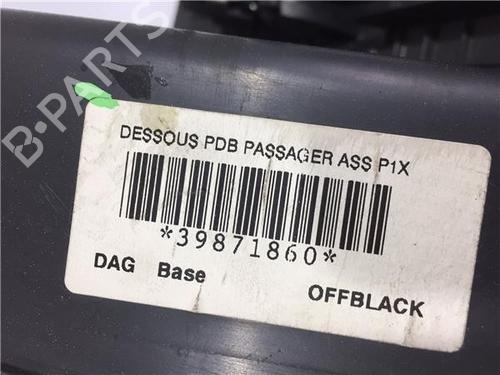 B-PARTS
DESSOUS PDB PASSAGER ASS P1X
*39871860*
DAG Base
OFFBLACK